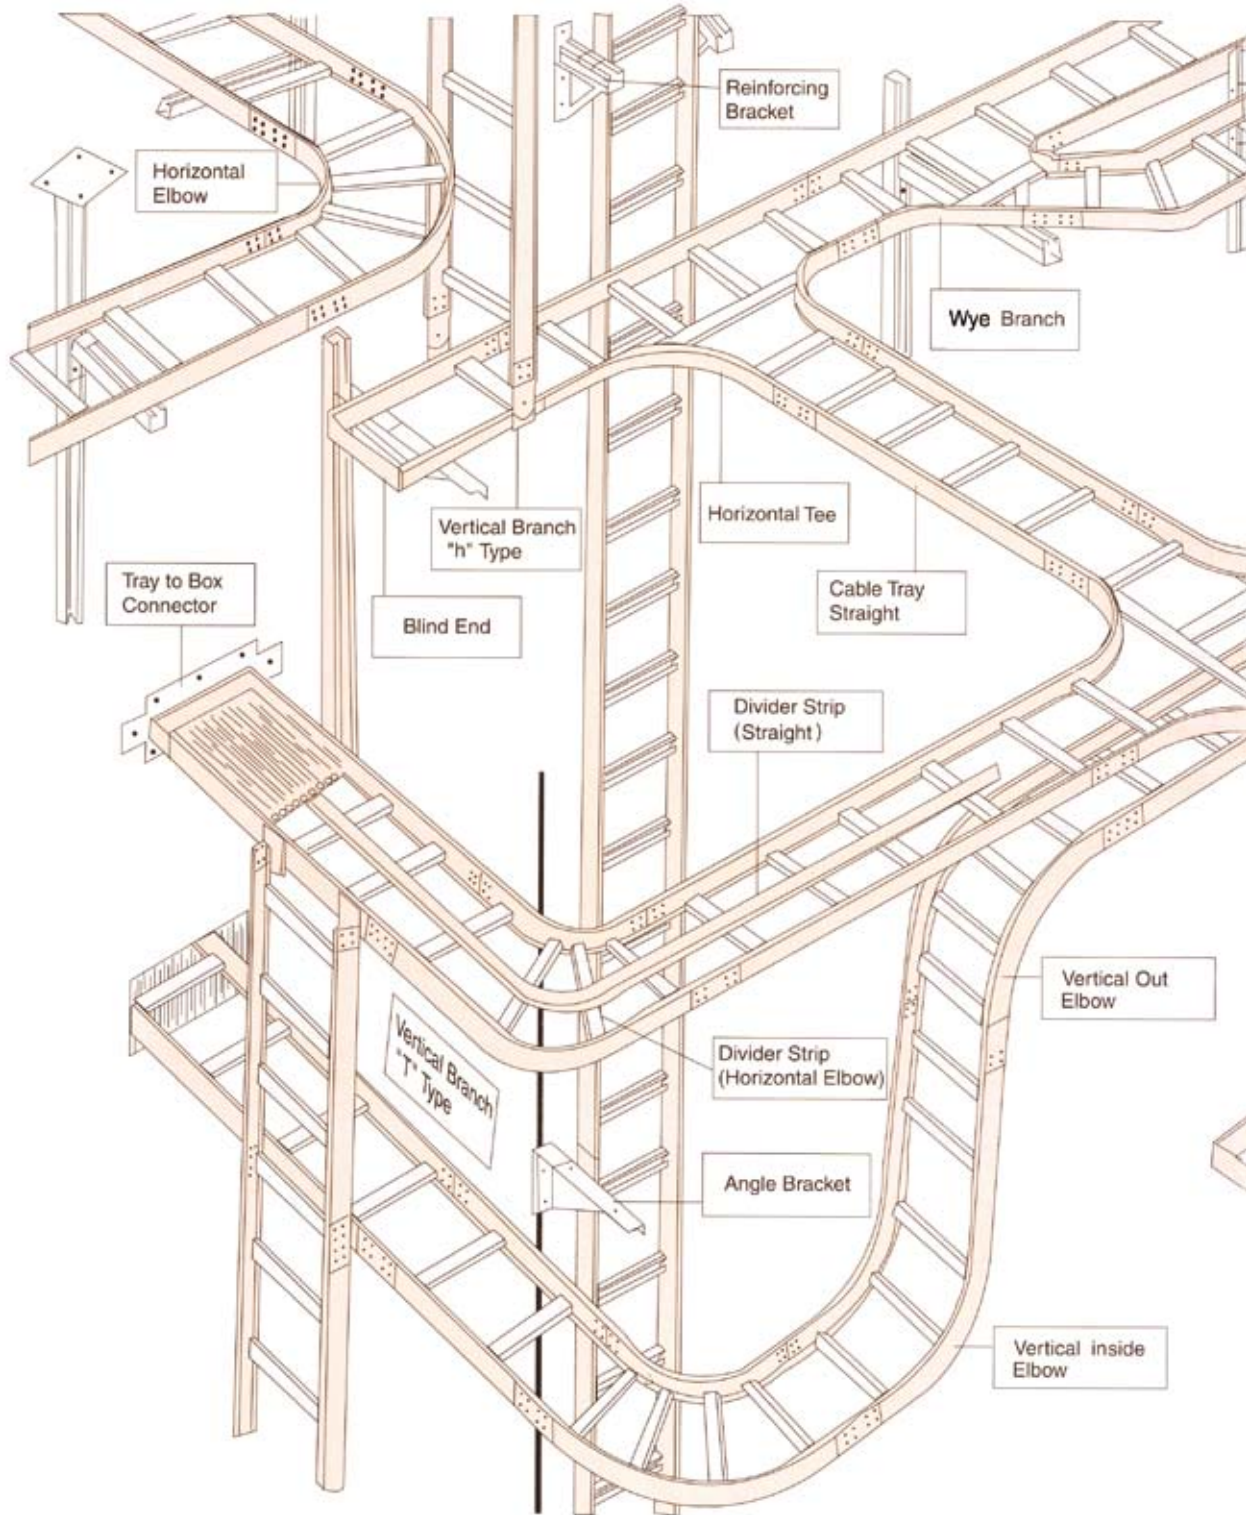 Reinforcing
Bracket
Horizontal
Elbow
Wye Branch
Horizontal Tee
Vertical Branch
"h" Type
Cable Tray
Straight
Tray to Box
Connector
Blind End
Divider Strip
(Straight)
Vertical Out
Elbow
Vertical Branch
"T" Type
Divider Strip
(Horizontal Elbow)
Angle Bracket
Vertical inside
Elbow